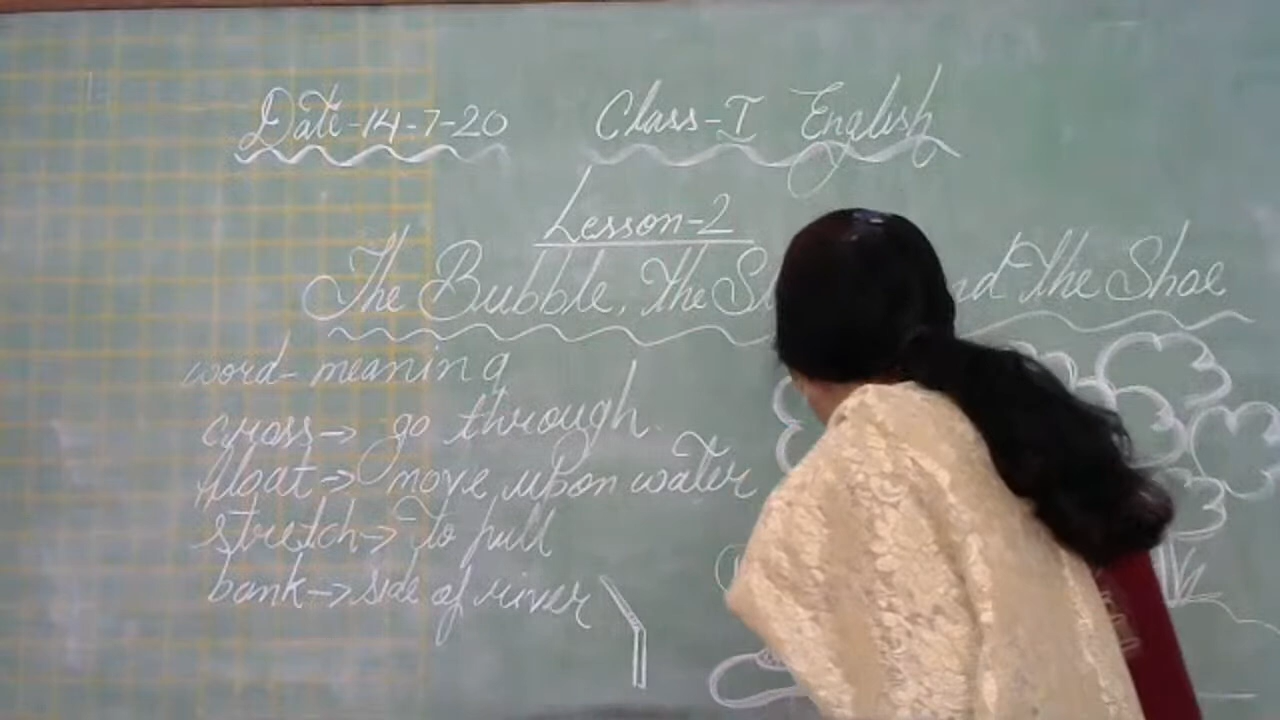 Date-14-7-20 Class-I English
Lesson-2
The Bubble, the St nd the Shoe
word-meaning
cross→ go through
float→ move upon water
stretch→ To pull
bank→ side of river